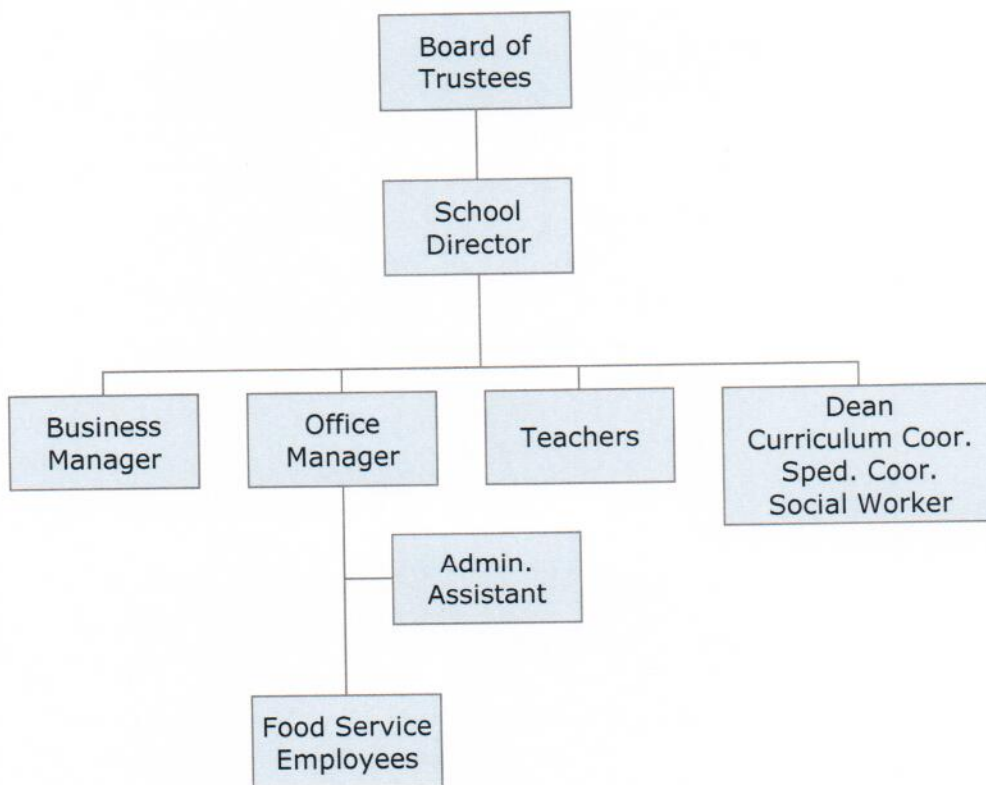 Board of
Trustees
School
Director
Business
Manager
Office
Manager
Teachers
Dean
Curriculum Coor.
Sped. Coor.
Social Worker
Admin.
Assistant
Food Service
Employees